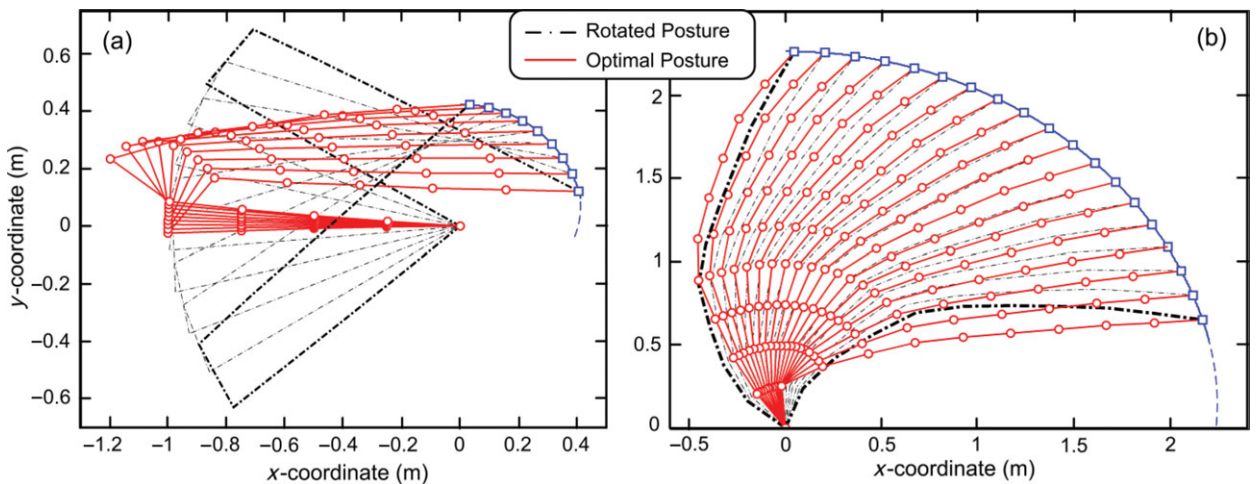 (a)
Rotated Posture
Optimal Posture
(b)
y-coordinate (m)
0.6
0.4
0.2
0
−0.2
−0.4
−0.6
−1.2 −1 −0.8 −0.6 −0.4 −0.2 0 0.2 0.4
x-coordinate (m)
2
1.5
1
0.5
0
−0.5 0 0.5 1 1.5 2
x-coordinate (m)